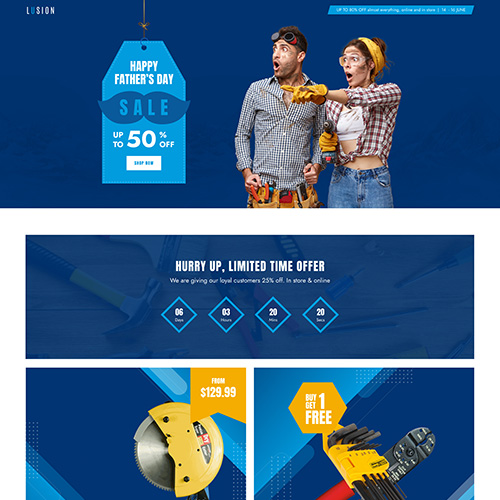 LUSION
UP TO 50% OFF almost everything, online and in store | 14 - 16 JUNE
HAPPY
FATHER'S DAY
SALE
UP TO 50 % OFF
SHOP NOW
HURRY UP, LIMITED TIME OFFER
We are giving our loyal customers 25% off. In store & online
06 03 20 20
Days Hours Mins Secs
FROM
$129.99
BUY 1
GET
FREE